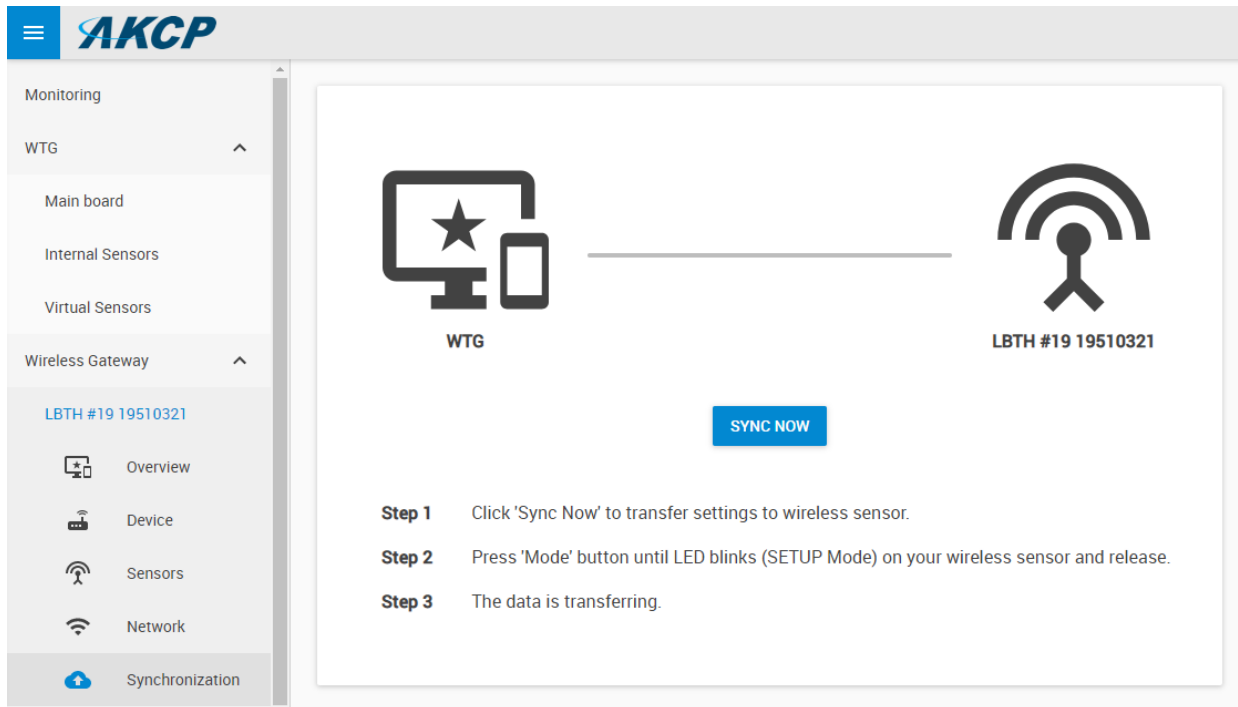 AKCP
Monitoring
WTG
Main board
Internal Sensors
Virtual Sensors
Wireless Gateway
LBTH #19 19510321
Overview
Device
Sensors
Network
Synchronization
WTG
LBTH #19 19510321
SYNC NOW
Step 1 Click 'Sync Now' to transfer settings to wireless sensor.
Step 2 Press 'Mode' button until LED blinks (SETUP Mode) on your wireless sensor and release.
Step 3 The data is transferring.